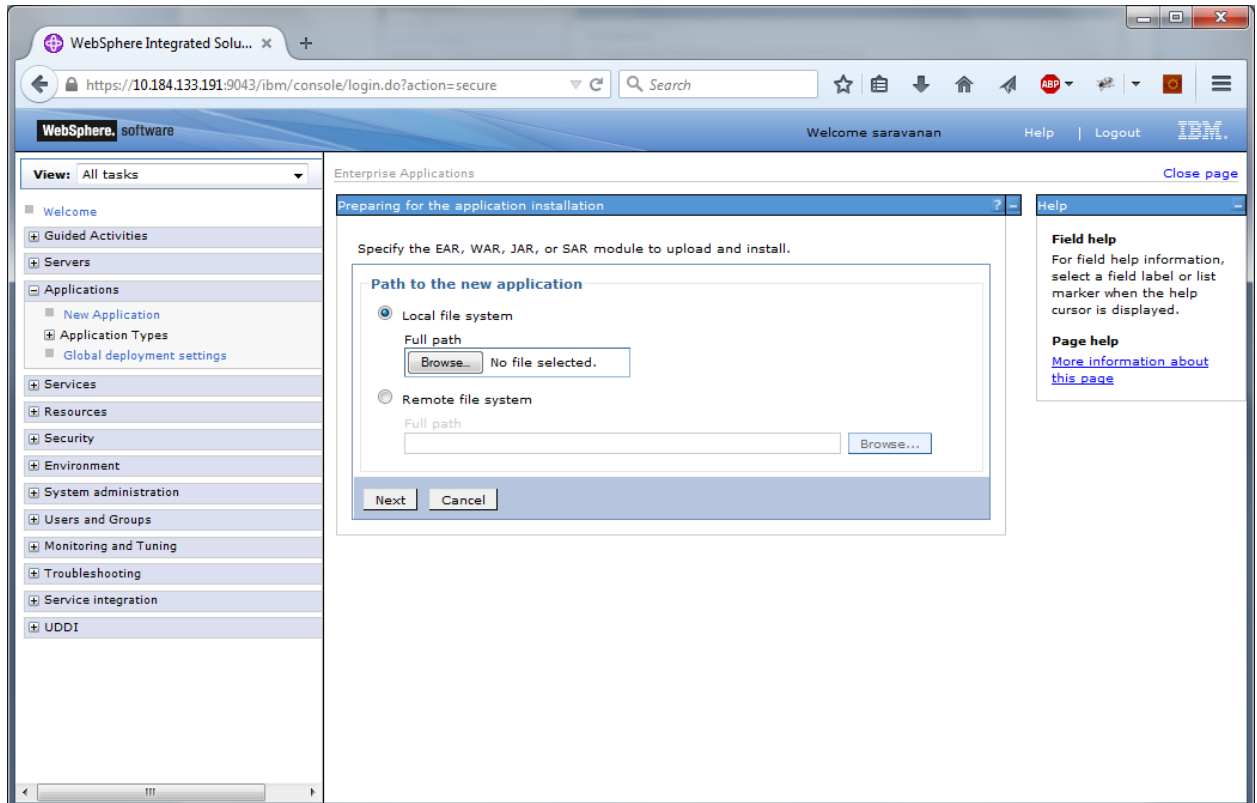 WebSphere Integrated Solu...
https://10.184.133.191:9043/ibm/console/login.do?action=secure
Search
ABP
WebSphere. software
Welcome saravanan
Help | Logout
IBM.
View: All tasks
Welcome
Guided Activities
Servers
Applications
New Application
Application Types
Global deployment settings
Services
Resources
Security
Environment
System administration
Users and Groups
Monitoring and Tuning
Troubleshooting
Service integration
UDDI
Enterprise Applications
Close page
Preparing for the application installation
Specify the EAR, WAR, JAR, or SAR module to upload and install.
Path to the new application
Local file system
Full path
Browse... No file selected.
Remote file system
Full path
Browse...
Next Cancel
Help
Field help
For field help information,
select a field label or list
marker when the help
cursor is displayed.
Page help
More information about
this page